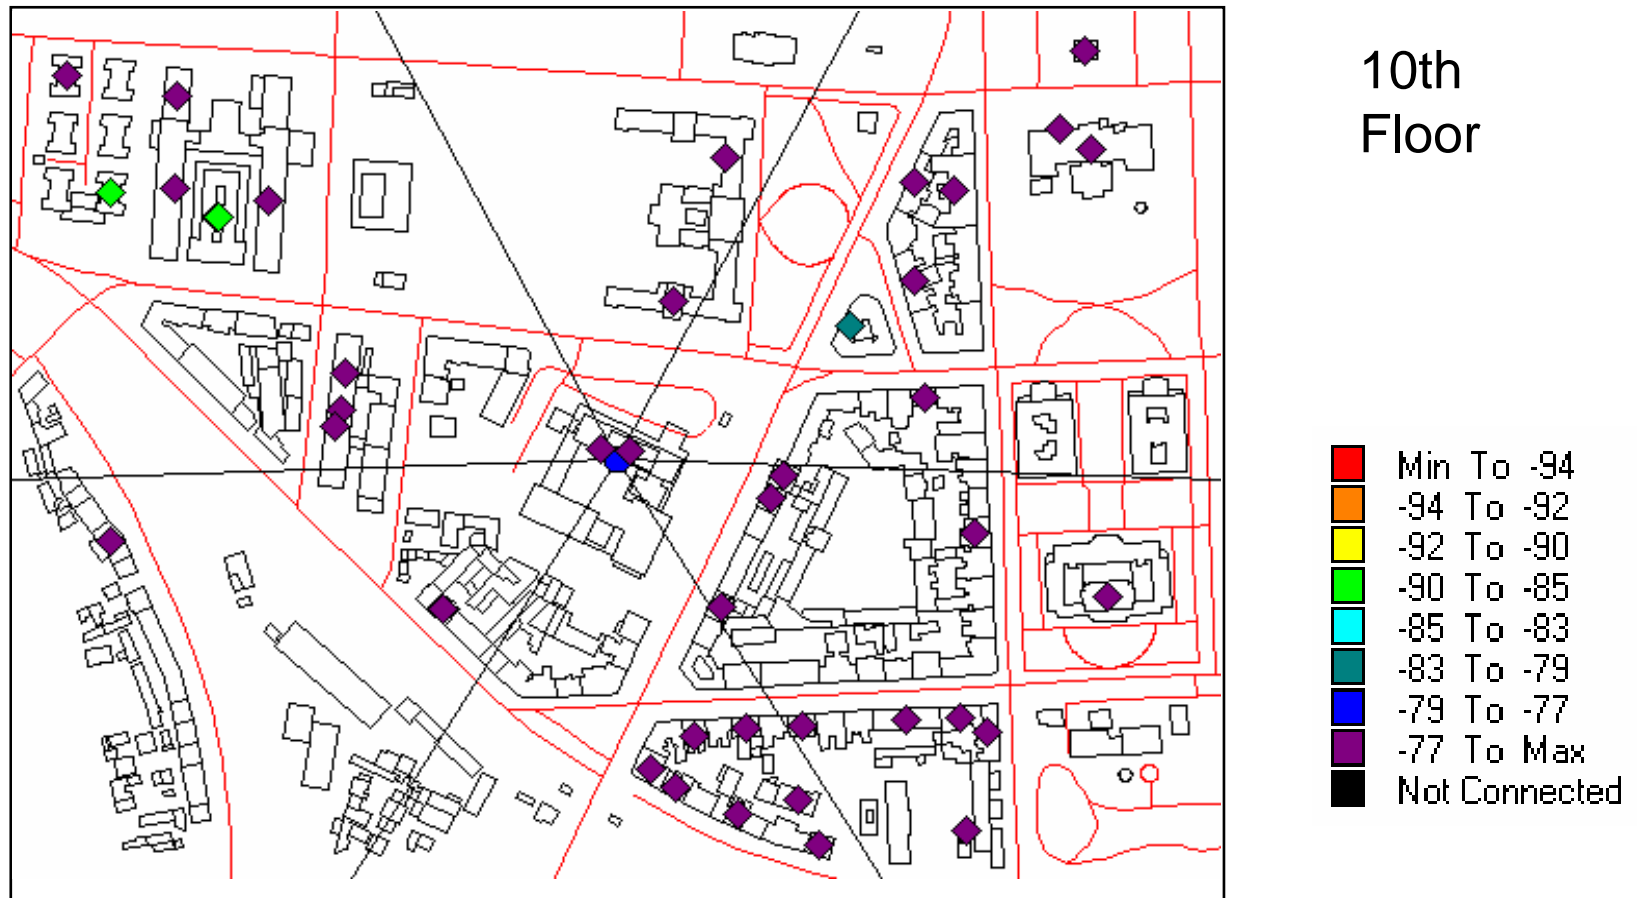 10th
Floor
Min To -94
-94 To -92
-92 To -90
-90 To -85
-85 To -83
-83 To -79
-79 To -77
-77 To Max
Not Connected